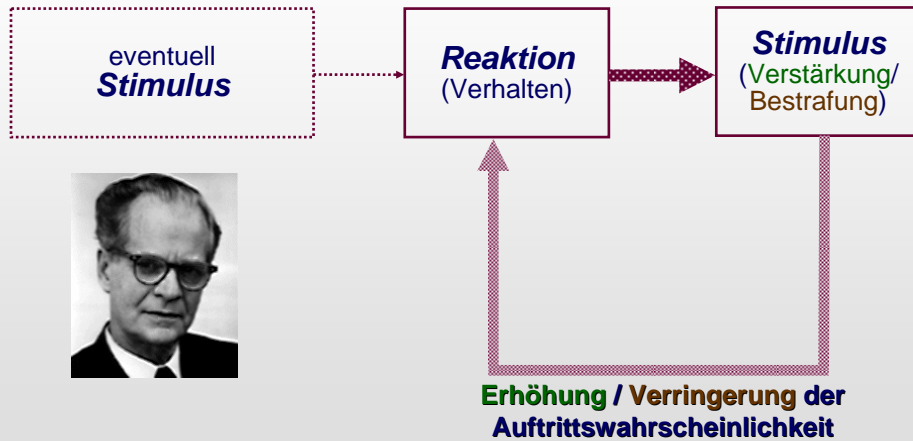 eventuell
Stimulus
Reaktion
(Verhalten)
Stimulus
(Verstärkung/
Bestrafung)
Erhöhung / Verringerung der
Auftrittswahrscheinlichkeit